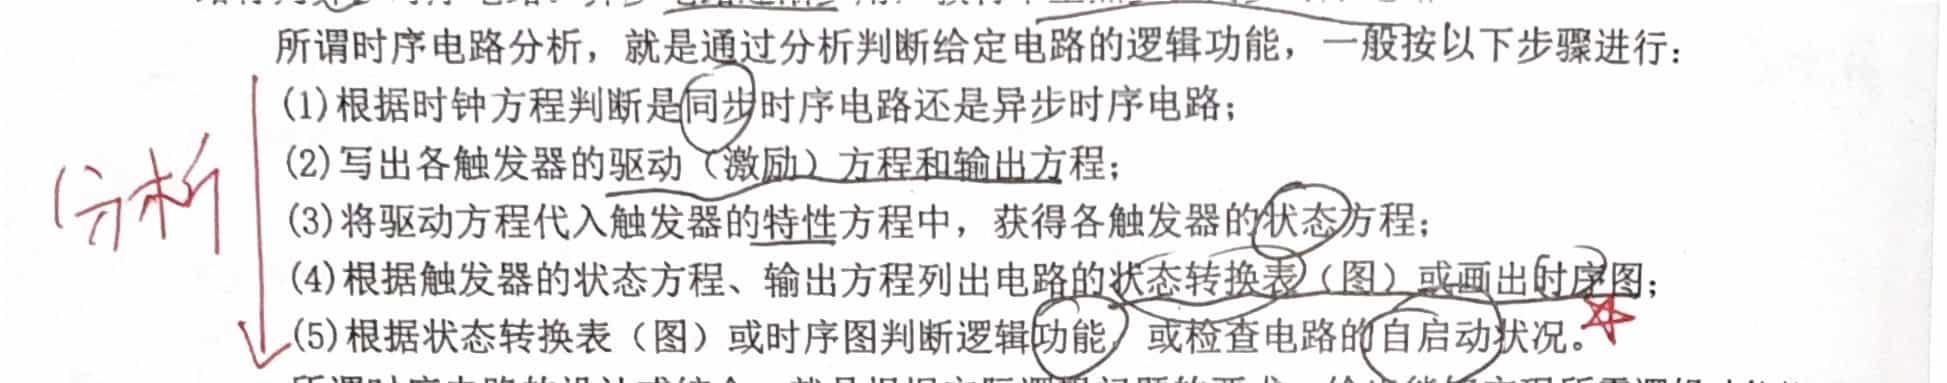 所谓时序电路分析，就是通过分析判断给定电路的逻辑功能，一般按以下步骤进行：
(1)根据时钟方程判断是同步时序电路还是异步时序电路；
(2)写出各触发器的驱动（激励）方程和输出方程；
(3)将驱动方程代入触发器的特性方程中，获得各触发器的状态方程；
分析
(4)根据触发器的状态方程、输出方程列出电路的状态转换表（图）或画出时序图；
(5)根据状态转换表（图）或时序图判断逻辑功能，或检查电路的自启动状况。